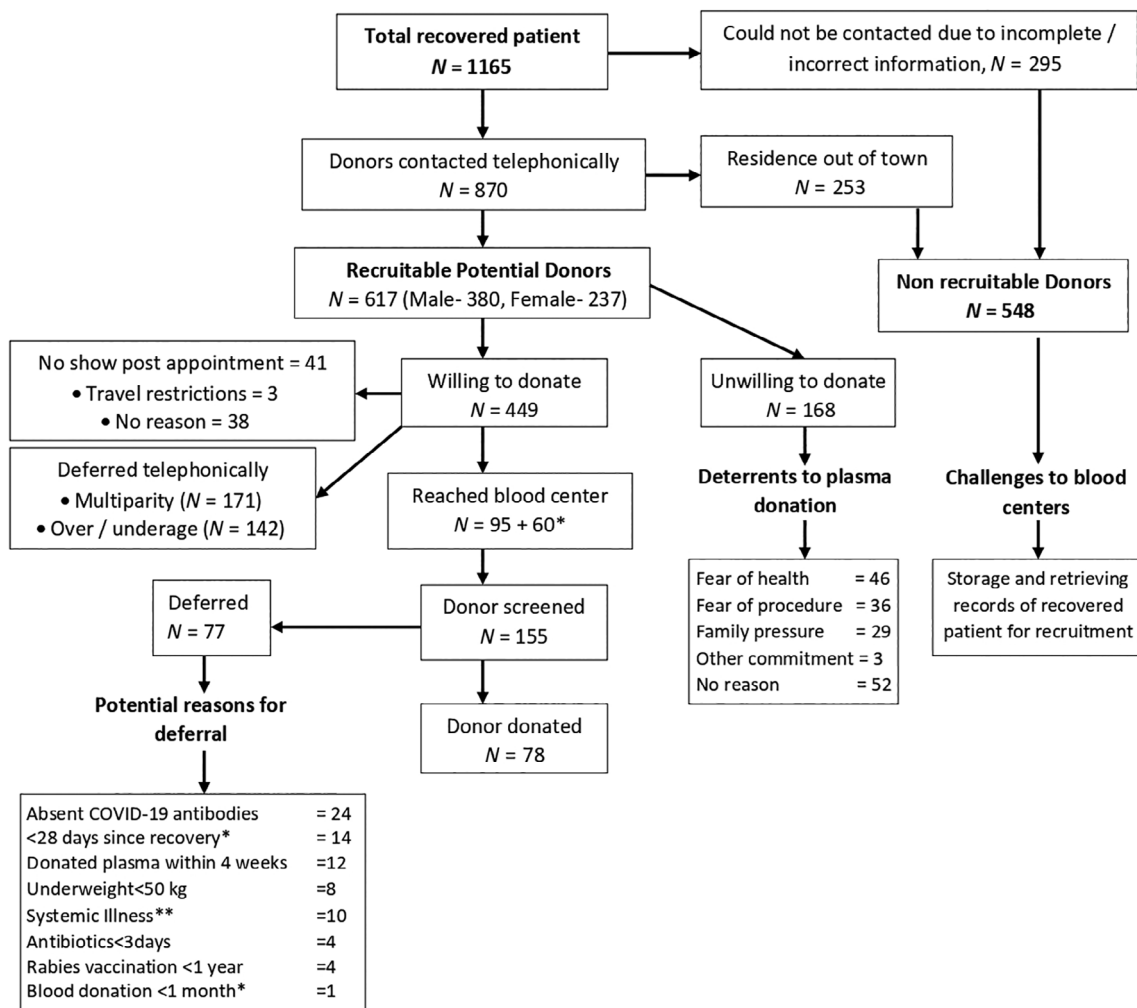 Total recovered patient
N = 1165
Could not be contacted due to incomplete /
incorrect information, N = 295
Donors contacted telephonically
N = 870
Residence out of town
N = 253
Recruitable Potential Donors
N = 617 (Male- 380, Female- 237)
Non recruitable Donors
N = 548
No show post appointment = 41
• Travel restrictions = 3
• No reason = 38
Willing to donate
N = 449
Unwilling to donate
N = 168
Deferred telephonically
• Multiparity (N = 171)
• Over / underage (N = 142)
Reached blood center
N = 95 + 60*
Deterrents to plasma
donation
Challenges to blood
centers
Deferred
N = 77
Donor screened
N = 155
Fear of health = 46
Fear of procedure = 36
Family pressure = 29
Other commitment = 3
No reason = 52
Storage and retrieving
records of recovered
patient for recruitment
Potential reasons for
deferral
Donor donated
N = 78
Absent COVID-19 antibodies = 24
<28 days since recovery* = 14
Donated plasma within 4 weeks =12
Underweight<50 kg =8
Systemic Illness** =10
Antibiotics<3days =4
Rabies vaccination <1 year =4
Blood donation <1 month* =1